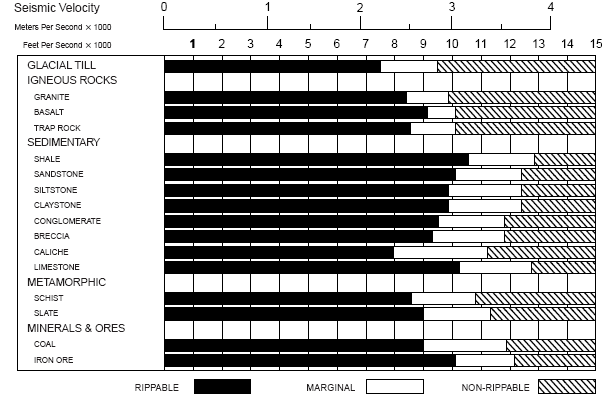 Seismic Velocity 0 1 2 3 4
Meters Per Second × 1000
Feet Per Second × 1000 1 2 3 4 5 6 7 8 9 10 11 12 13 14 15
GLACIAL TILL
IGNEOUS ROCKS
GRANITE
BASALT
TRAP ROCK
SEDIMENTARY
SHALE
SANDSTONE
SILTSTONE
CLAYSTONE
CONGLOMERATE
BRECCIA
CALICHE
LIMESTONE
METAMORPHIC
SCHIST
SLATE
MINERALS & ORES
COAL
IRON ORE
RIPPABLE MARGINAL NON-RIPPABLE